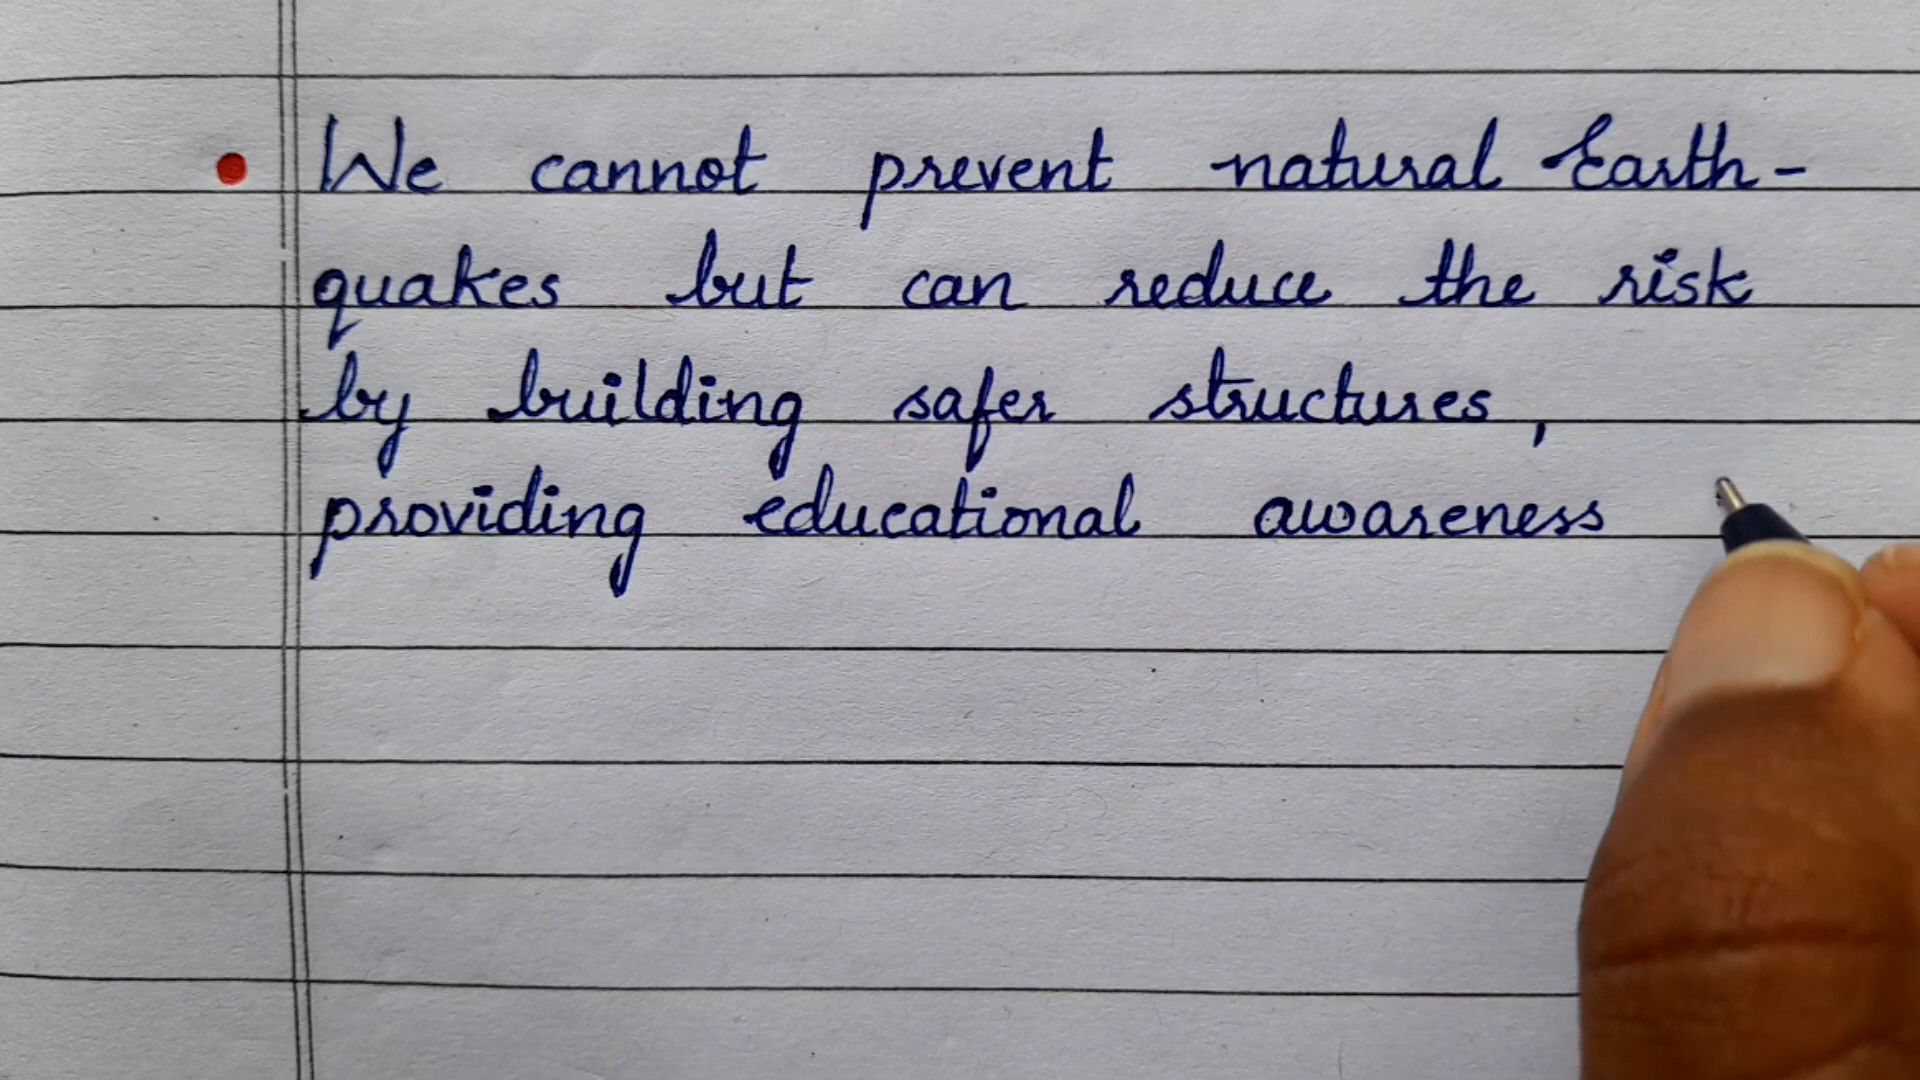 • We cannot prevent natural Earth-
quakes but can reduce the risk
by building safer structures,
providing educational awareness